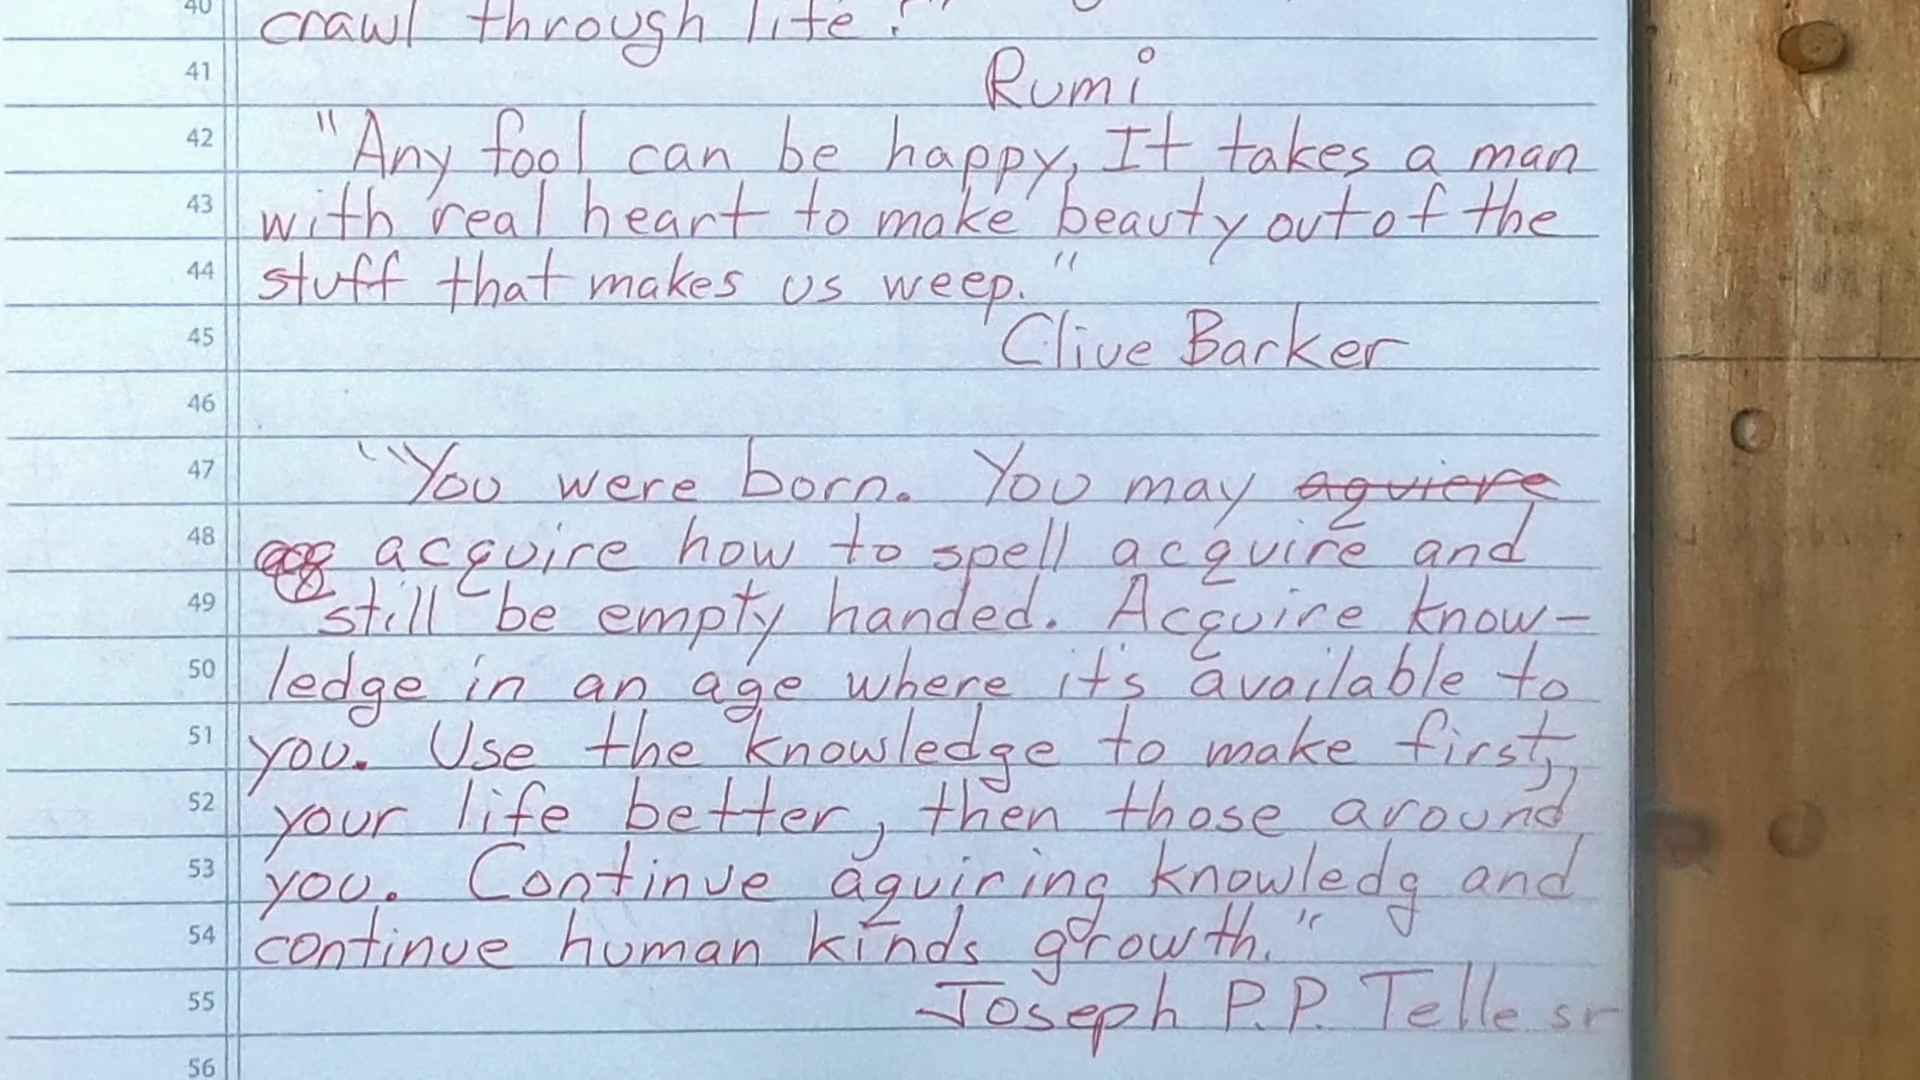 40 crawl through life?"
41 Rumi
42 "Any fool can be happy, It takes a man
43 with real heart to make beauty out of the
44 stuff that makes us weep."
45 Clive Barker
46
47 "You were born. You may aquiere
48 acquire how to spell acquire and
49 still be empty handed. Acquire know-
50 ledge in an age where it's available to
51 you. Use the knowledge to make first,
52 your life better, then those around
53 you. Continue aquiring knowledg and
54 continue human kinds growth."
55 Joseph P.P. Telle sr
56